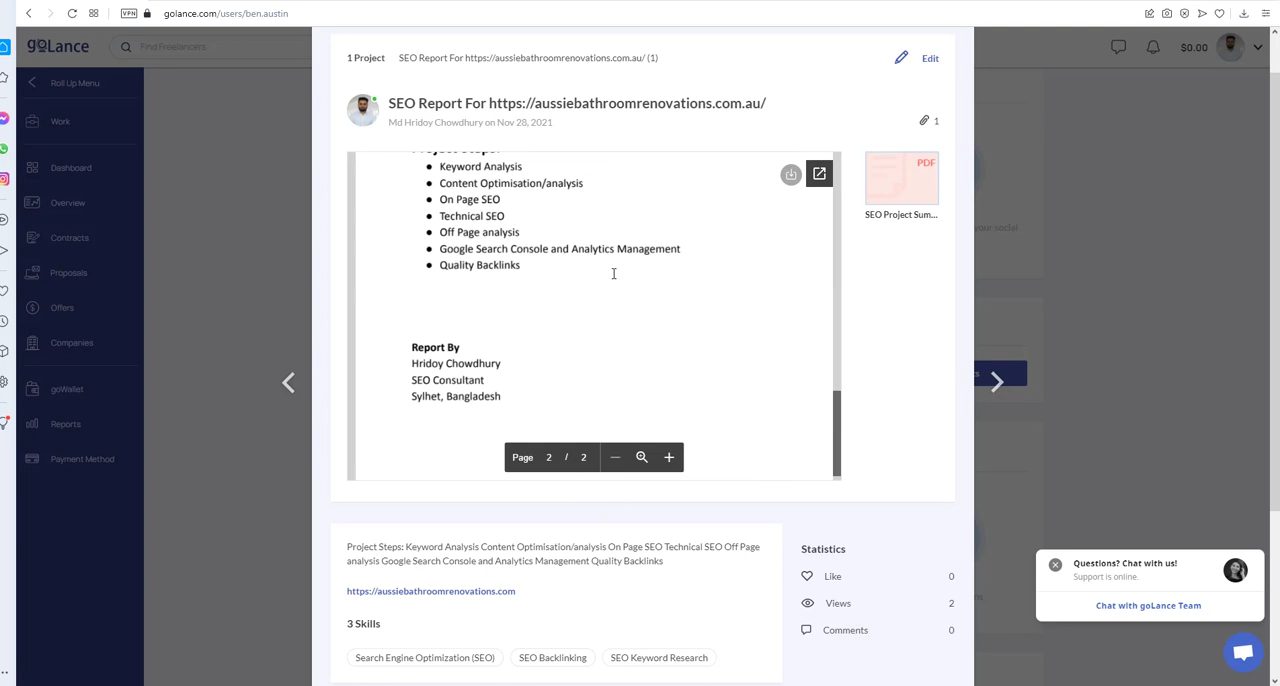 VPN
golance.com/users/ben.austin
goLance
Find Freelancers
$0.00
Roll Up Menu
Work
Dashboard
Overview
Contracts
Proposals
Offers
Companies
goWallet
Reports
Payment Method
1 Project
SEO Report For https://aussiebathroomrenovations.com.au/ (1)
Edit
SEO Report For https://aussiebathroomrenovations.com.au/
Md Hridoy Chowdhury on Nov 28, 2021
1
Project Steps:
Keyword Analysis
Content Optimisation/analysis
On Page SEO
Technical SEO
Off Page analysis
Google Search Console and Analytics Management
Quality Backlinks
Report By
Hridoy Chowdhury
SEO Consultant
Sylhet, Bangladesh
Page 2 / 2
PDF
SEO Project Sum...
your social
Project Steps: Keyword Analysis Content Optimisation/analysis On Page SEO Technical SEO Off Page
analysis Google Search Console and Analytics Management Quality Backlinks
https://aussiebathroomrenovations.com
3 Skills
Search Engine Optimization (SEO)
SEO Backlinking
SEO Keyword Research
Statistics
Like 0
Views 2
Comments 0
Questions? Chat with us!
Support is online.
Chat with goLance Team